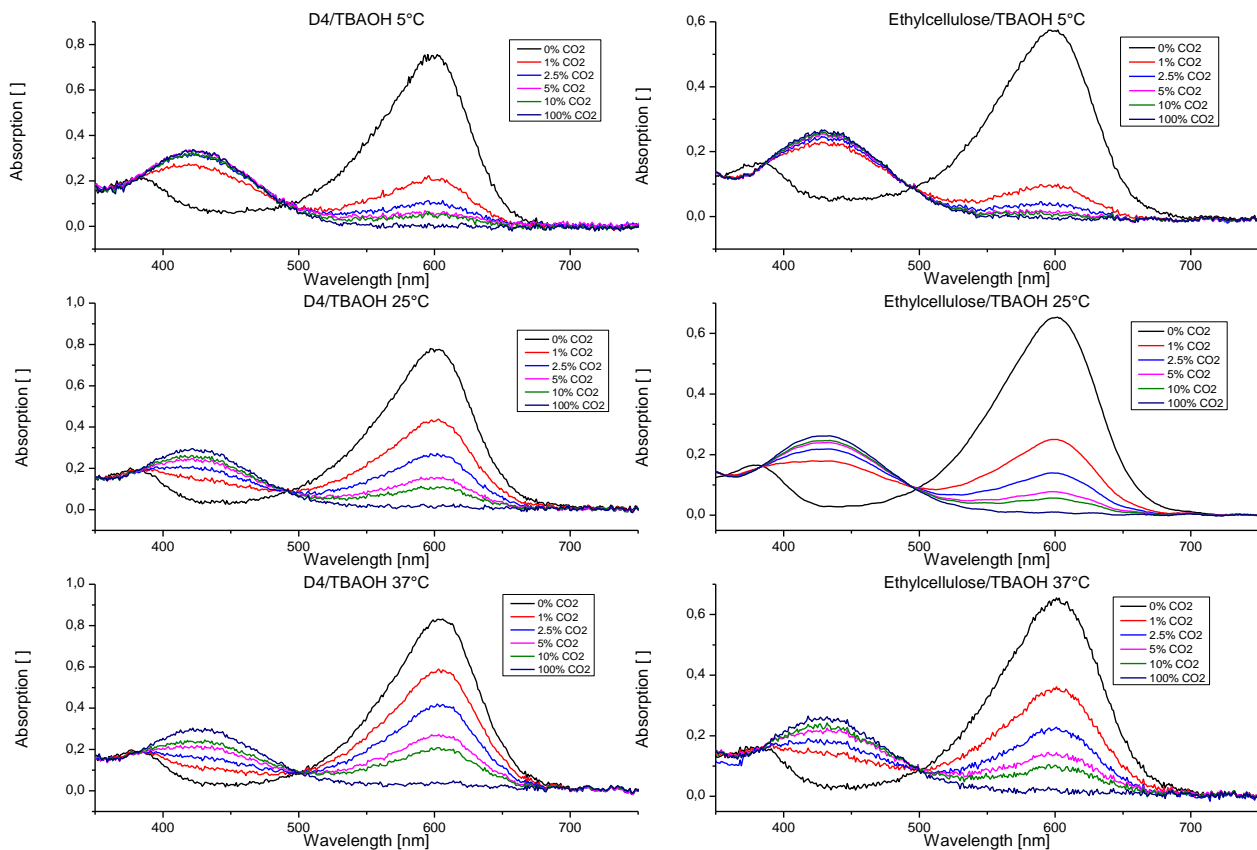 D4/TBAOH 5°C
0,8
0,6
0,4
0,2
0,0
Absorption [ ]
0% CO2
1% CO2
2.5% CO2
5% CO2
10% CO2
100% CO2
400
500
600
700
Wavelength [nm]
Ethylcellulose/TBAOH 5°C
0,6
0,4
0,2
0,0
Absorption [ ]
0% CO2
1% CO2
2.5% CO2
5% CO2
10% CO2
100% CO2
400
500
600
700
Wavelength [nm]
D4/TBAOH 25°C
1,0
0,8
0,6
0,4
0,2
0,0
Absorption [ ]
0% CO2
1% CO2
2.5% CO2
5% CO2
10% CO2
100% CO2
400
500
600
700
Wavelength [nm]
Ethylcellulose/TBAOH 25°C
0,6
0,4
0,2
0,0
Absorption [ ]
0% CO2
1% CO2
2.5% CO2
5% CO2
10% CO2
100% CO2
400
500
600
700
Wavelength [nm]
D4/TBAOH 37°C
1,0
0,8
0,6
0,4
0,2
0,0
Absorption [ ]
0% CO2
1% CO2
2.5% CO2
5% CO2
10% CO2
100% CO2
400
500
600
700
Wavelength [nm]
Ethylcellulose/TBAOH 37°C
0,6
0,4
0,2
0,0
Absorption [ ]
0% CO2
1% CO2
2.5% CO2
5% CO2
10% CO2
100% CO2
400
500
600
700
Wavelength [nm]